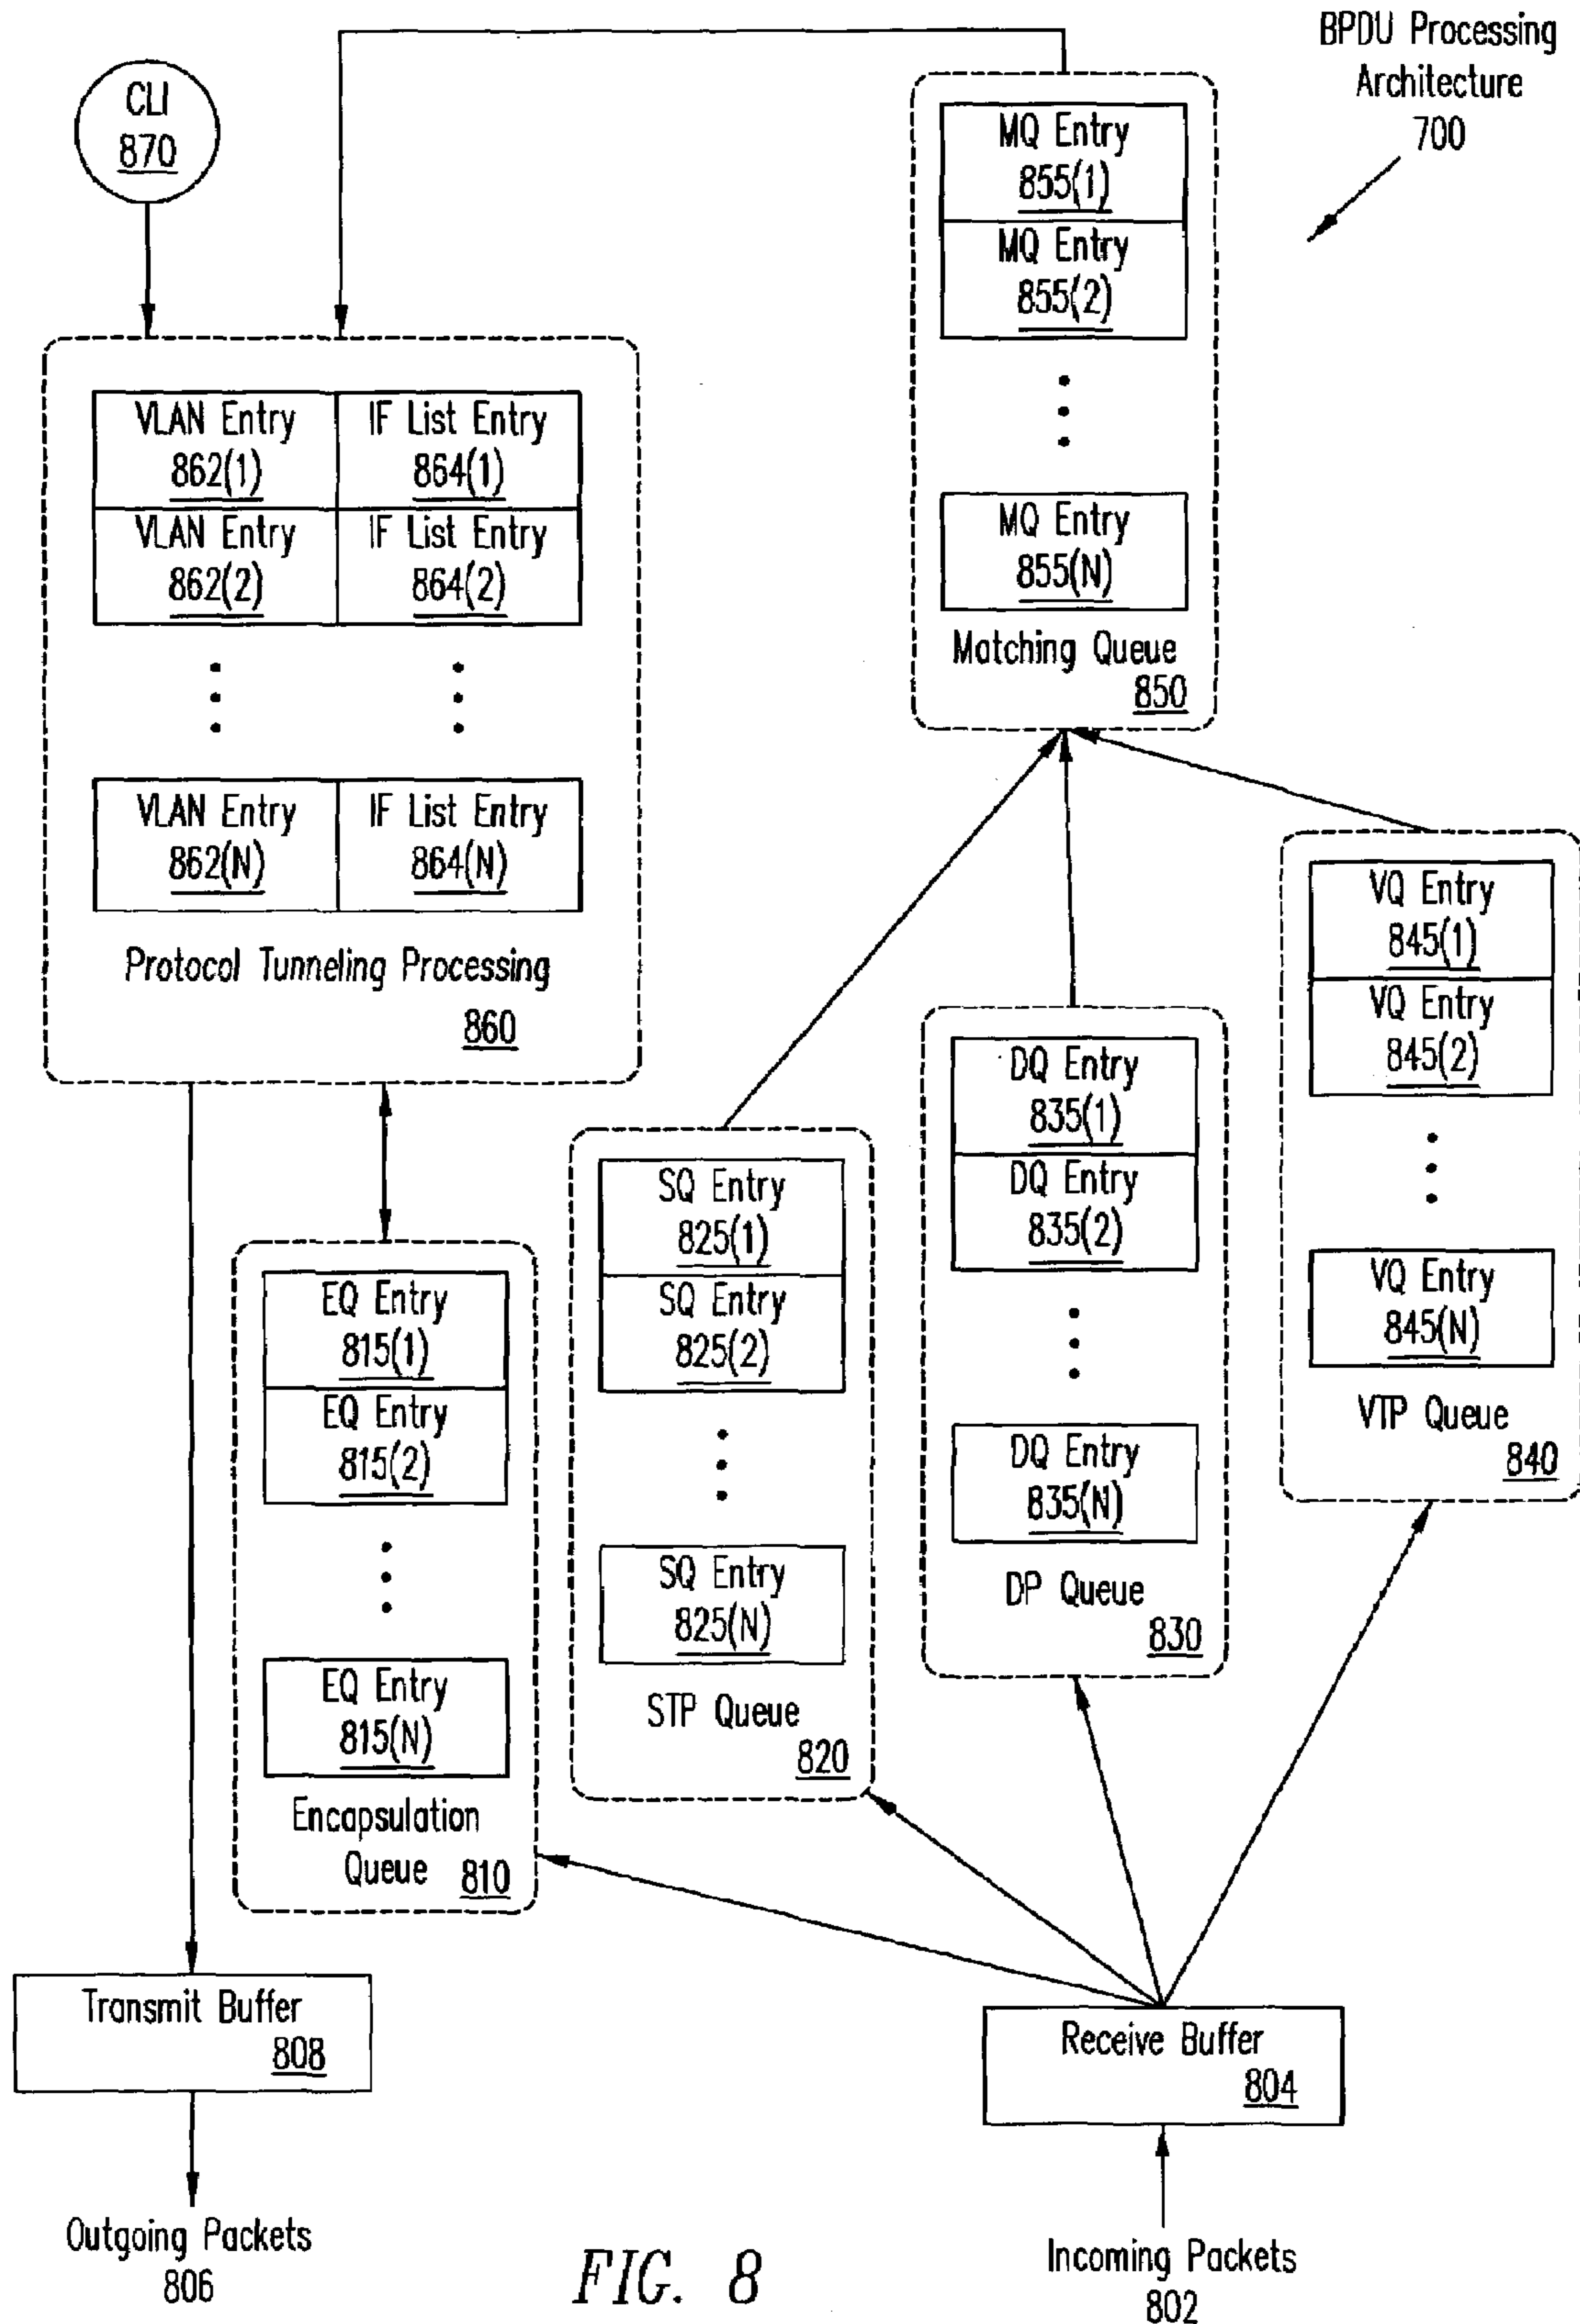 BPDU Processing
Architecture
700
CLI
870
MQ Entry
855(1)
MQ Entry
855(2)
MQ Entry
855(N)
Matching Queue
850
VLAN Entry
862(1)
IF List Entry
864(1)
VLAN Entry
862(2)
IF List Entry
864(2)
VLAN Entry
862(N)
IF List Entry
864(N)
Protocol Tunneling Processing
860
VQ Entry
845(1)
VQ Entry
845(2)
VQ Entry
845(N)
VTP Queue
840
DQ Entry
835(1)
DQ Entry
835(2)
DQ Entry
835(N)
DP Queue
830
SQ Entry
825(1)
SQ Entry
825(2)
SQ Entry
825(N)
STP Queue
820
EQ Entry
815(1)
EQ Entry
815(2)
EQ Entry
815(N)
Encapsulation
Queue 810
Transmit Buffer
808
Receive Buffer
804
Outgoing Packets
806
Incoming Packets
802
FIG. 8